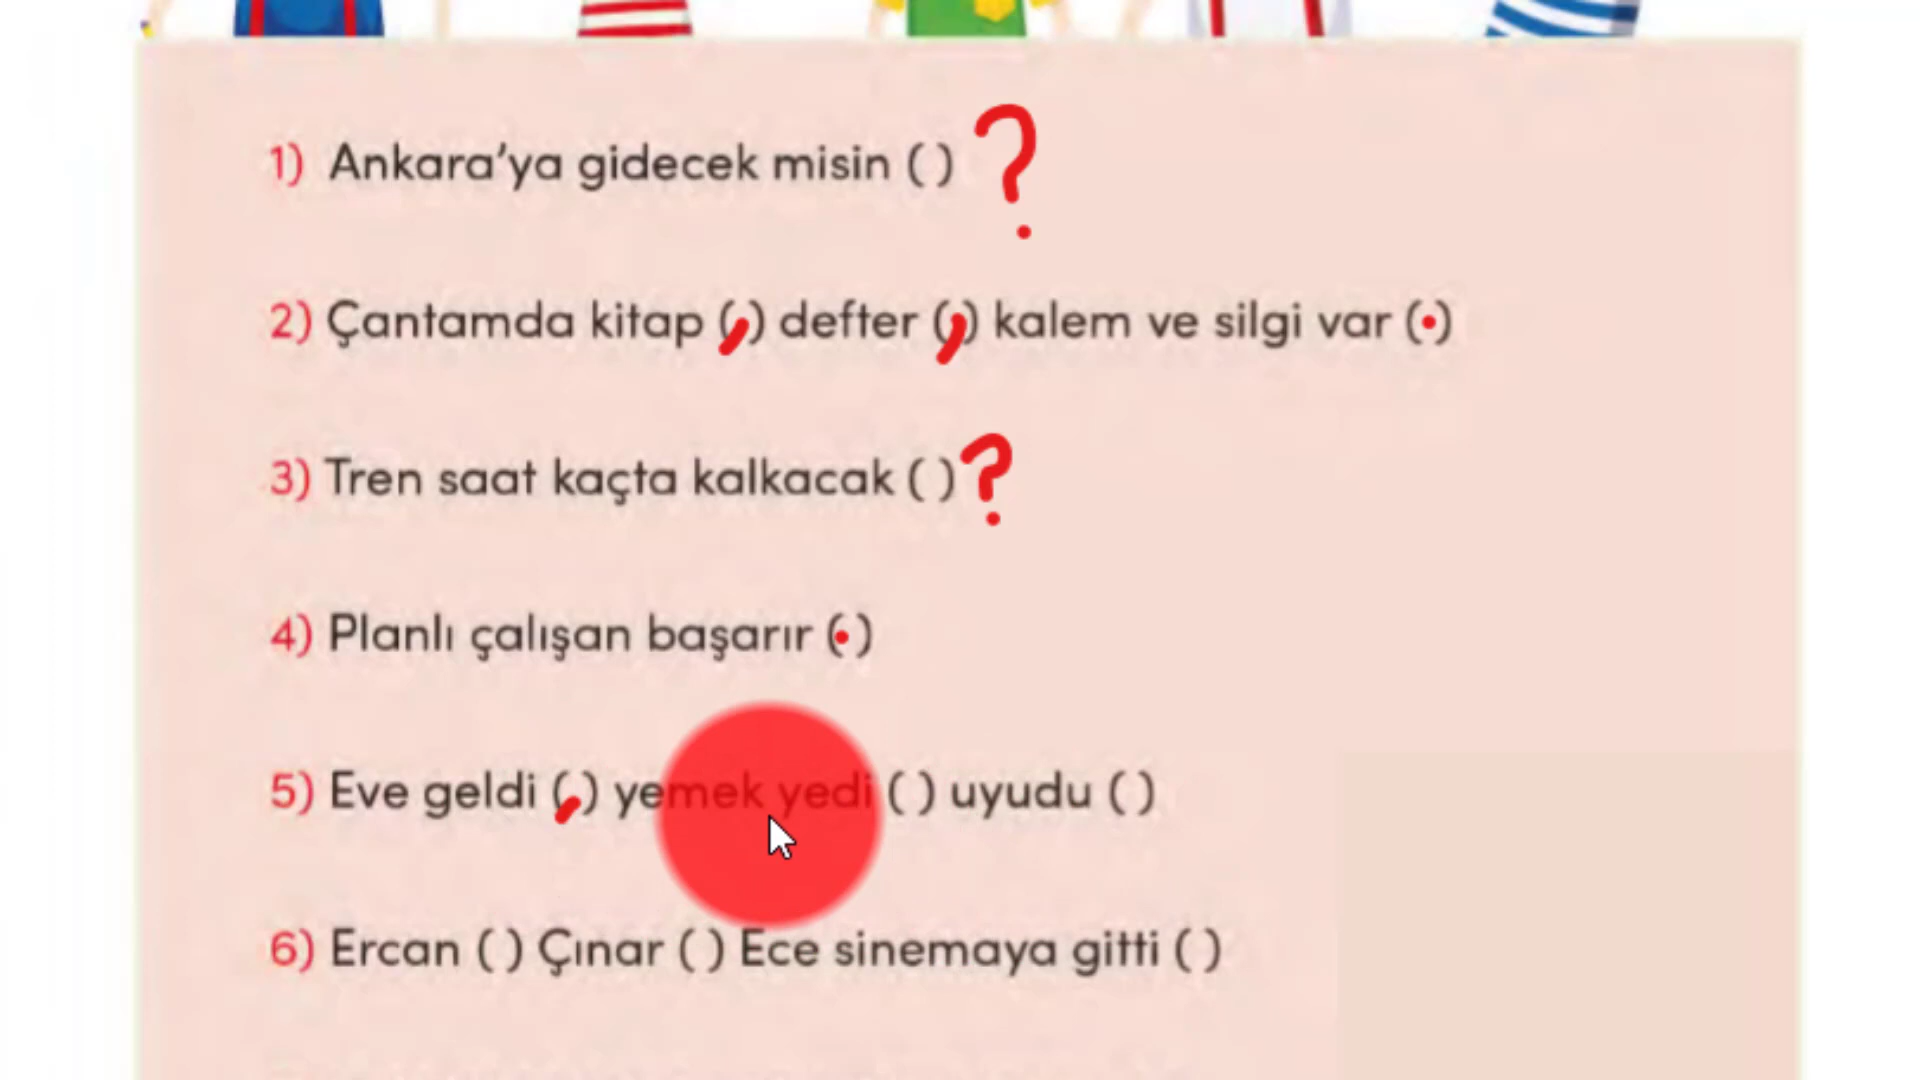 1) Ankara'ya gidecek misin ( ) ?
2) Çantamda kitap (,) defter (,) kalem ve silgi var (.)
3) Tren saat kaçta kalkacak ( ) ?
4) Planlı çalışan başarır (.)
5) Eve geldi (,) yemek yedi ( ) uyudu ( )
6) Ercan ( ) Çınar ( ) Ece sinemaya gitti ( )